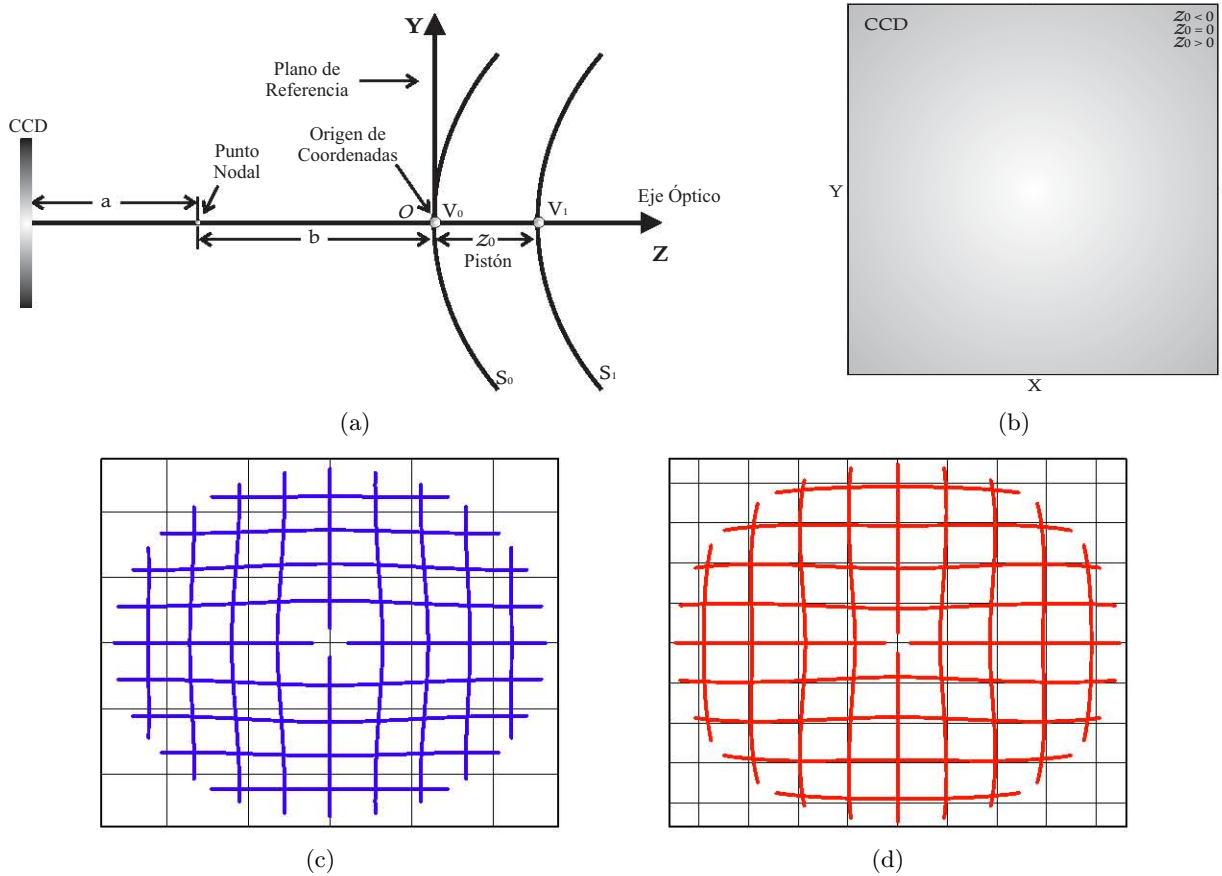 Y
Plano de
Referencia
CCD
Origen de
Coordenadas
Punto
Nodal
a
O
V₀
V₁
Eje Óptico
b
z₀
Pistón
Z
S₀
S₁
(a)
CCD
z₀ < 0
z₀ = 0
z₀ > 0
Y
X
(b)
(c)
(d)